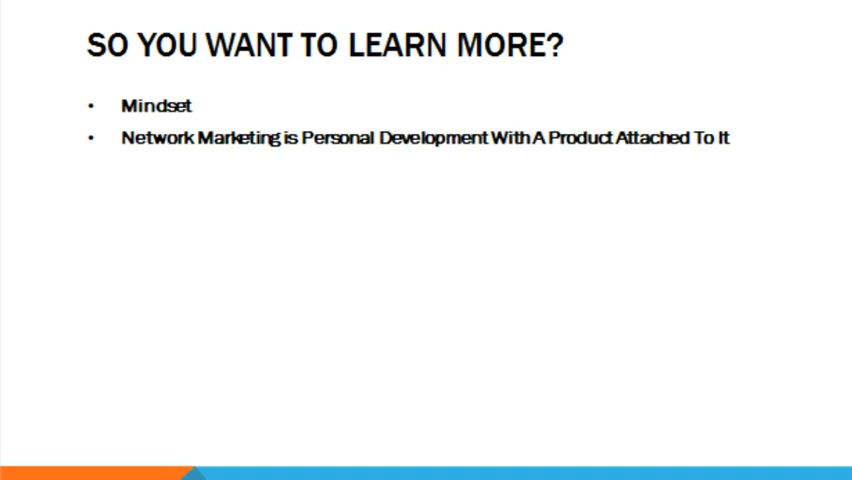 SO YOU WANT TO LEARN MORE?
• Mindset
• Network Marketing is Personal Development With A Product Attached To It